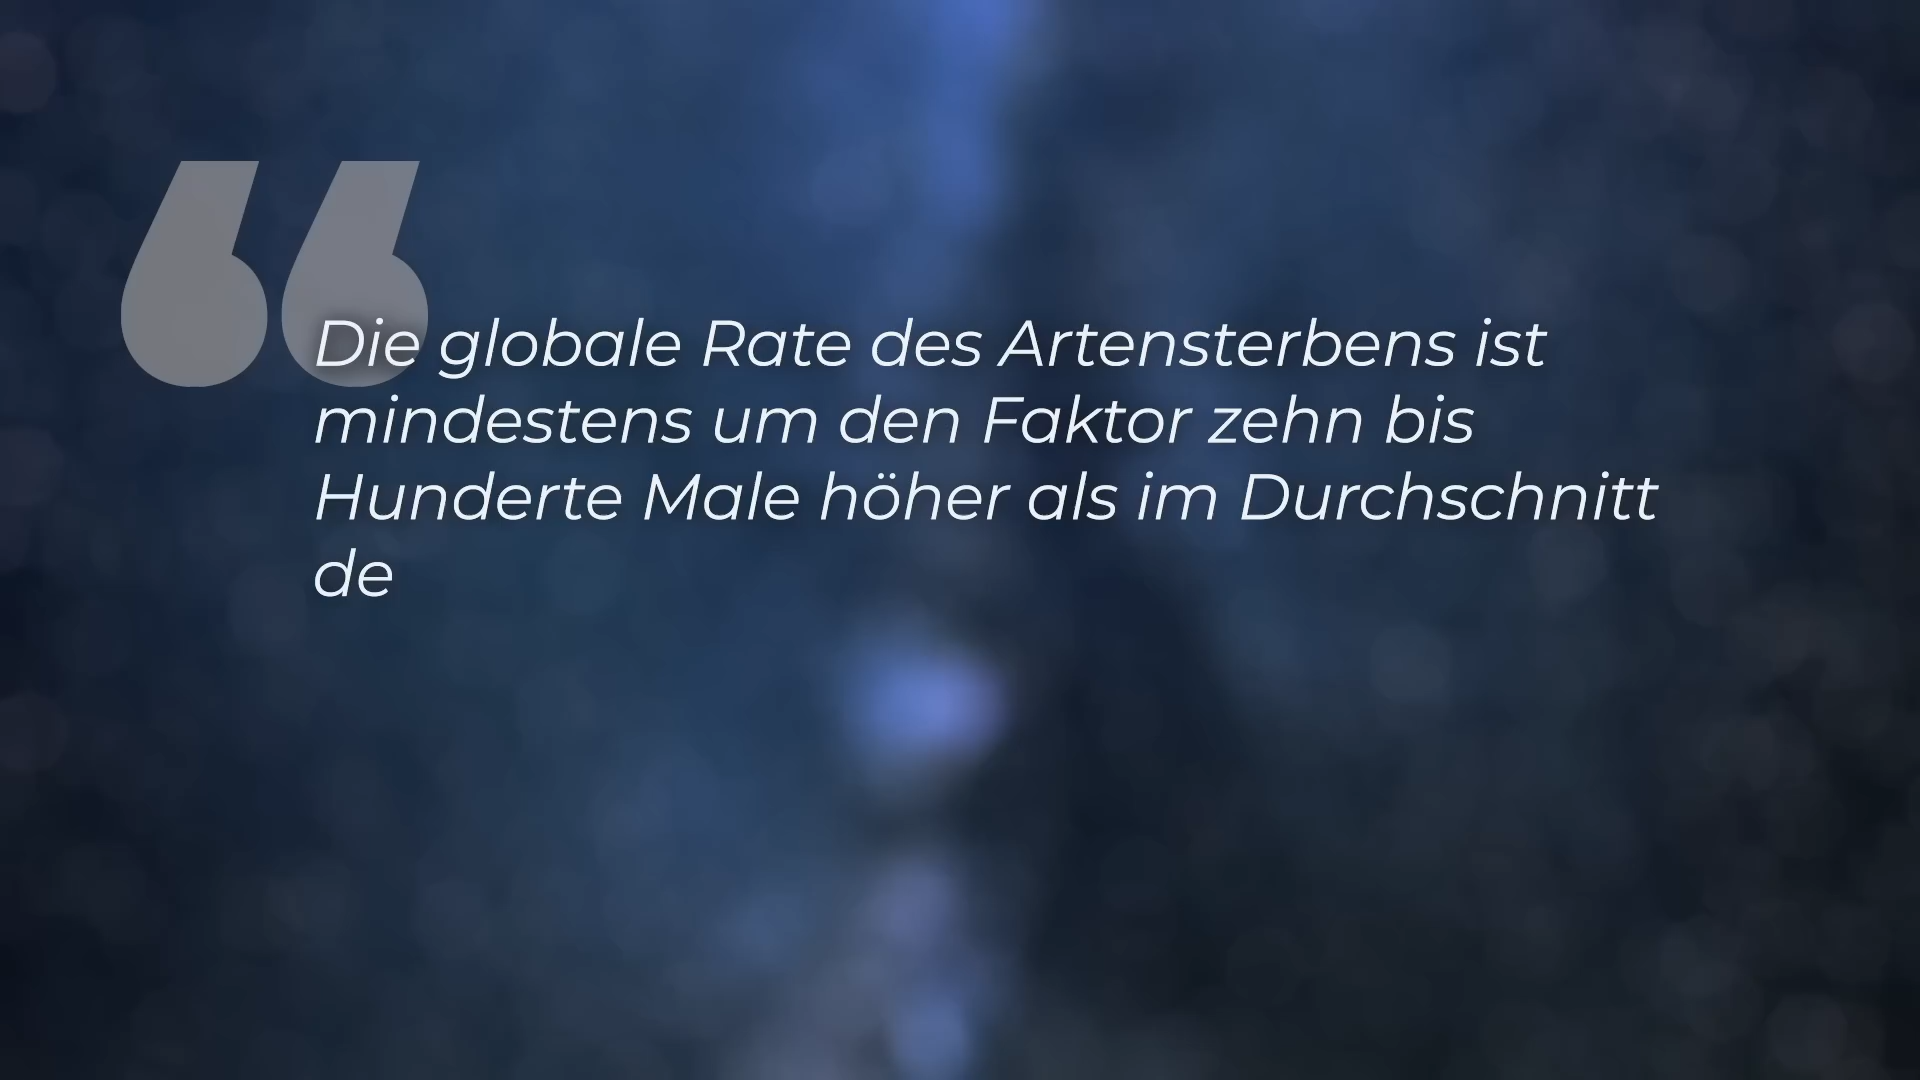 Die globale Rate des Artensterbens ist
mindestens um den Faktor zehn bis
Hunderte Male höher als im Durchschnitt
de